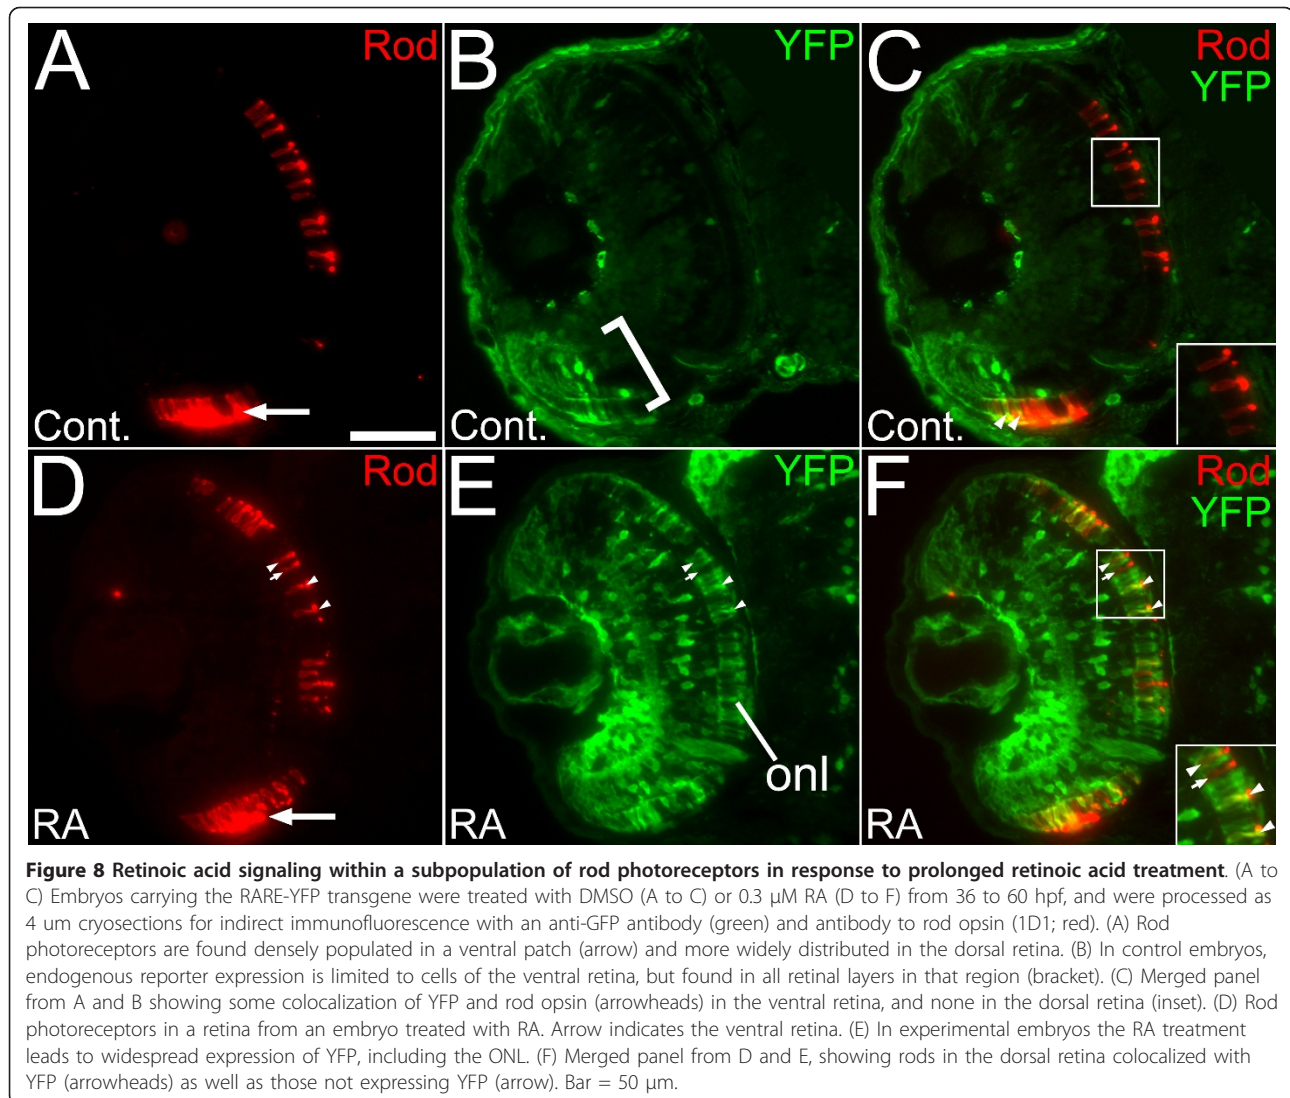 A
Rod
Cont.
B
YFP
C
Rod
YFP
Cont.
D
Rod
RA
E
YFP
onl
RA
F
Rod
YFP
RA
Figure 8 Retinoic acid signaling within a subpopulation of rod photoreceptors in response to prolonged retinoic acid treatment. (A to
C) Embryos carrying the RARE-YFP transgene were treated with DMSO (A to C) or 0.3 μM RA (D to F) from 36 to 60 hpf, and were processed as
4 um cryosections for indirect immunofluorescence with an anti-GFP antibody (green) and antibody to rod opsin (1D1; red). (A) Rod
photoreceptors are found densely populated in a ventral patch (arrow) and more widely distributed in the dorsal retina. (B) In control embryos,
endogenous reporter expression is limited to cells of the ventral retina, but found in all retinal layers in that region (bracket). (C) Merged panel
from A and B showing some colocalization of YFP and rod opsin (arrowheads) in the ventral retina, and none in the dorsal retina (inset). (D) Rod
photoreceptors in a retina from an embryo treated with RA. Arrow indicates the ventral retina. (E) In experimental embryos the RA treatment
leads to widespread expression of YFP, including the ONL. (F) Merged panel from D and E, showing rods in the dorsal retina colocalized with
YFP (arrowheads) as well as those not expressing YFP (arrow). Bar = 50 μm.